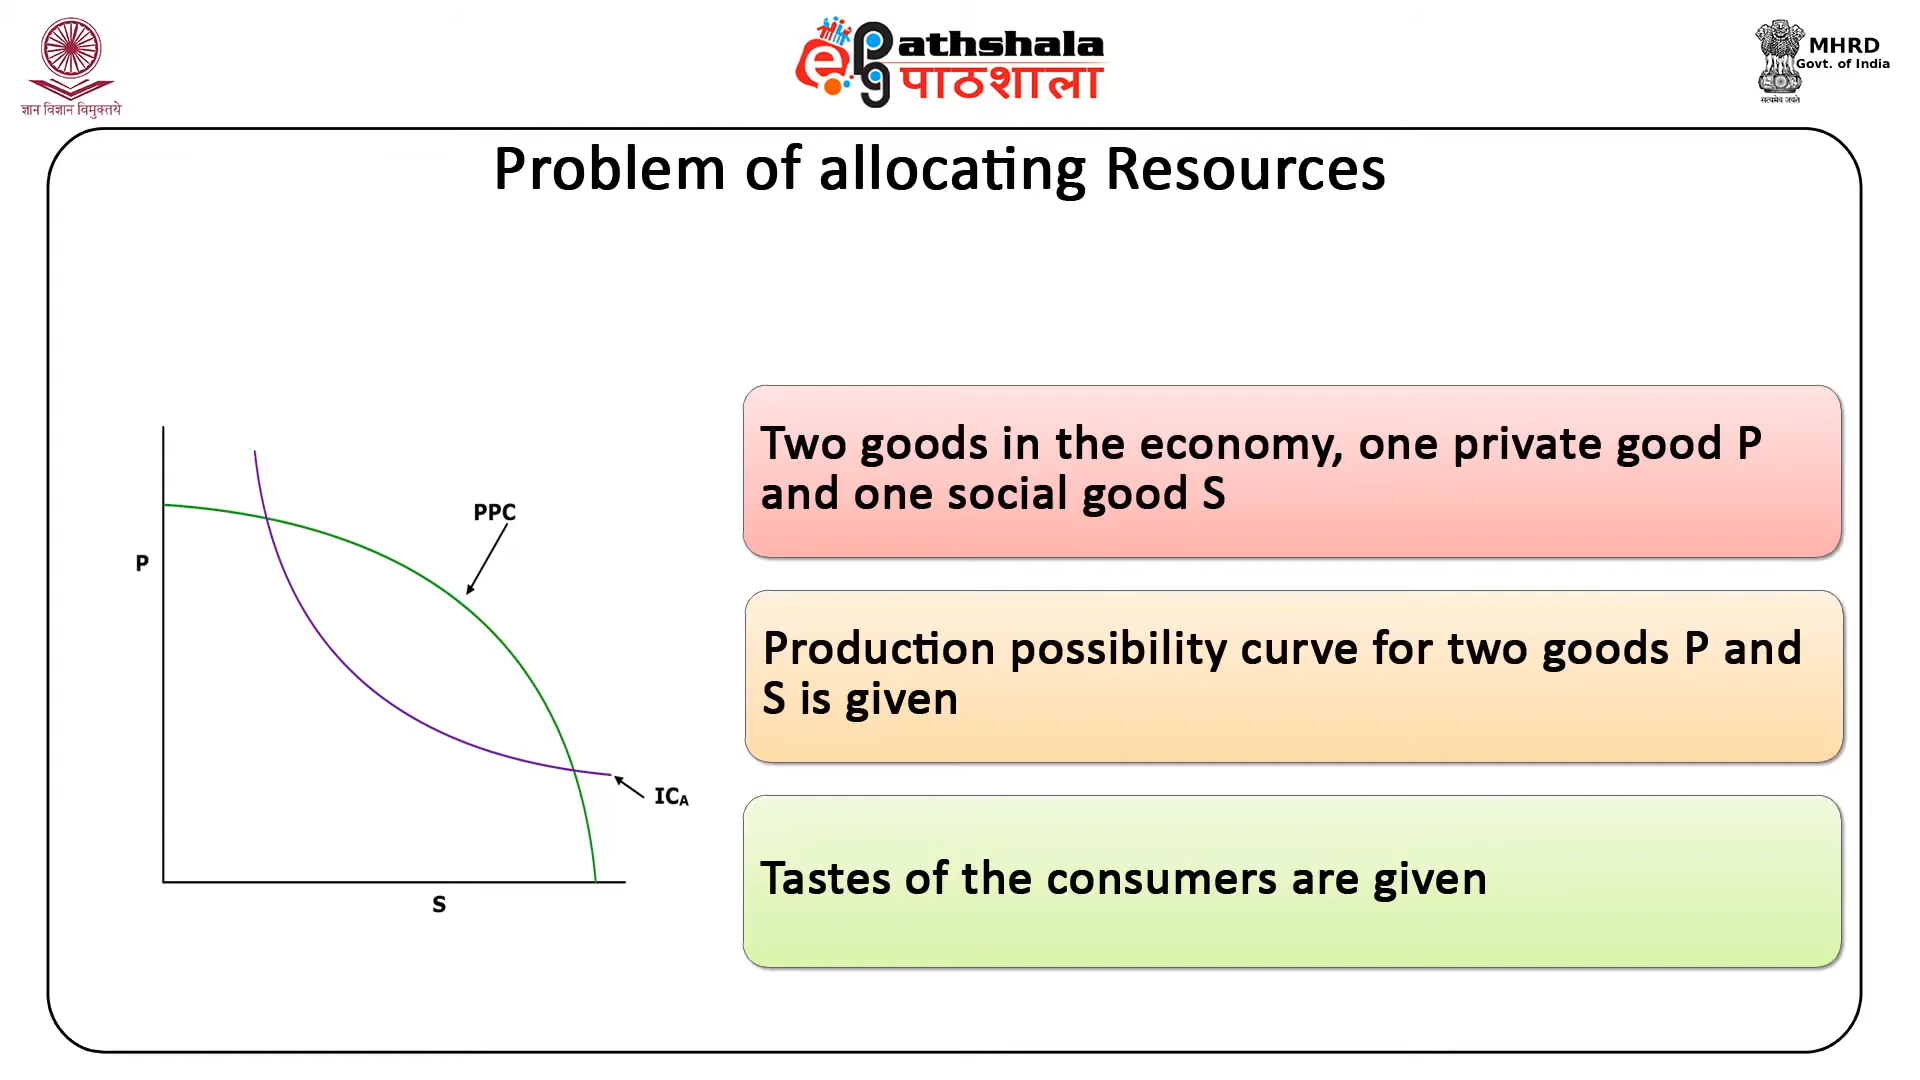 ज्ञान विज्ञान विमुक्तये
ePG Pathshala
पाठशाला
MHRD
Govt. of India
सत्यमेव जयते
Problem of allocating Resources
P
PPC
ICA
S
Two goods in the economy, one private good P
and one social good S
Production possibility curve for two goods P and
S is given
Tastes of the consumers are given